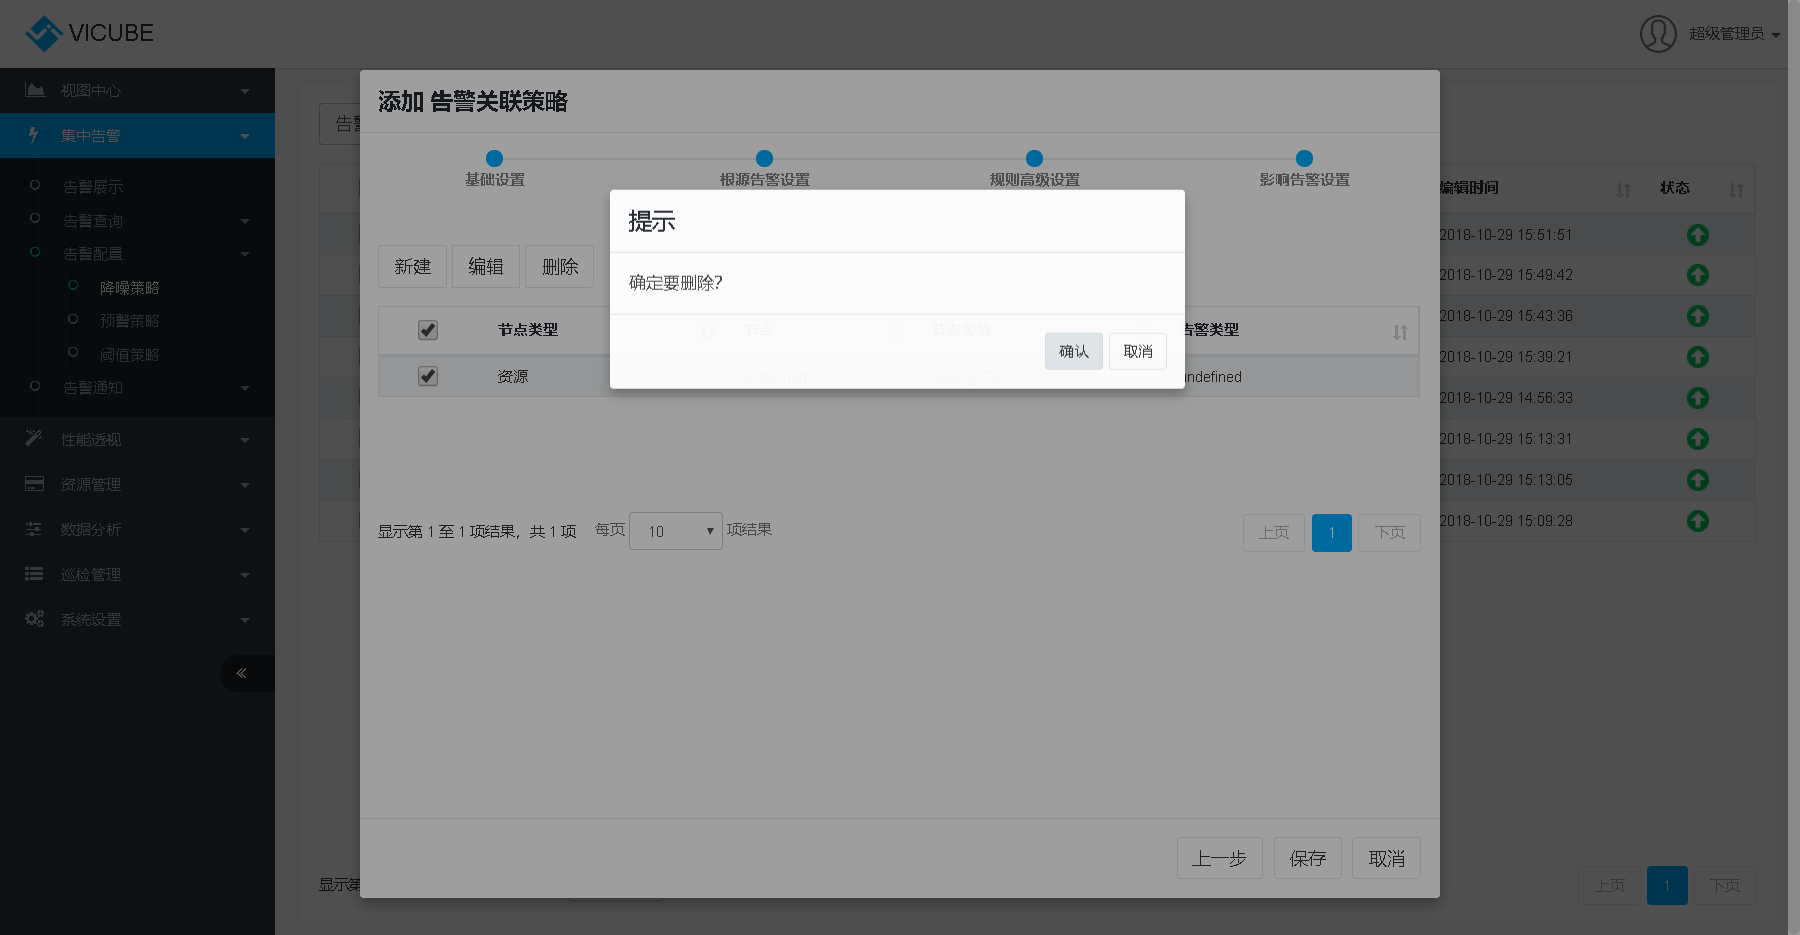 VICUBE
超级管理员
视图中心
集中告警
告警展示
告警查询
告警配置
降噪策略
预警策略
阈值策略
告警通知
性能透视
资源管理
数据分析
巡检管理
系统设置
添加 告警关联策略
基础设置 根源告警设置 规则高级设置 影响告警设置
新建 编辑 删除
节点类型 节点 节点关系 告警类型
资源 undefined BelongsTo undefined
显示第 1 至 1 项结果，共 1 项 每页 10 项结果
上页 1 下页
上一步 保存 取消
提示
确定要删除?
确认 取消
编辑时间 状态
2018-10-29 15:51:51
2018-10-29 15:49:42
2018-10-29 15:43:36
2018-10-29 15:39:21
2018-10-29 14:56:33
2018-10-29 15:13:31
2018-10-29 15:13:05
2018-10-29 15:09:28
告警
显示第
上页 1 下页